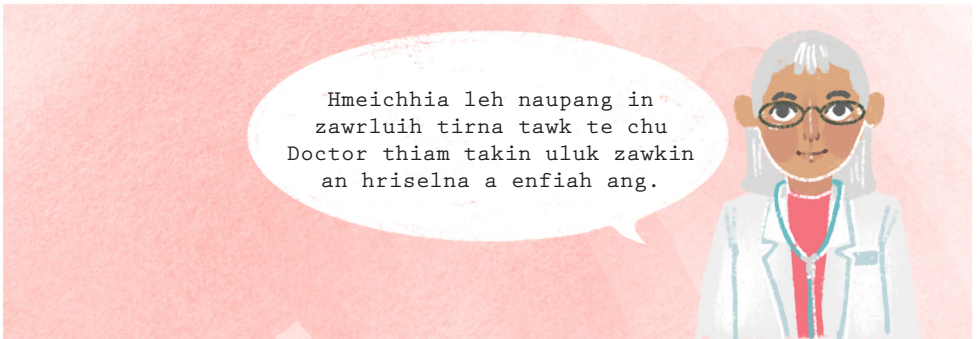 Hmeichhia leh naupang in
zawrluih tirna tawk te chu
Doctor thiam takin uluk zawkin
an hriselna a enfiah ang.